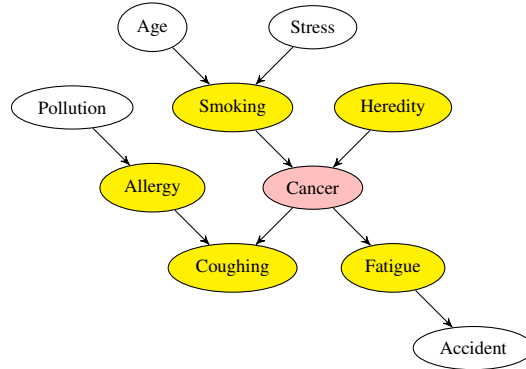 Age
Stress
Pollution
Smoking
Heredity
Allergy
Cancer
Coughing
Fatigue
Accident